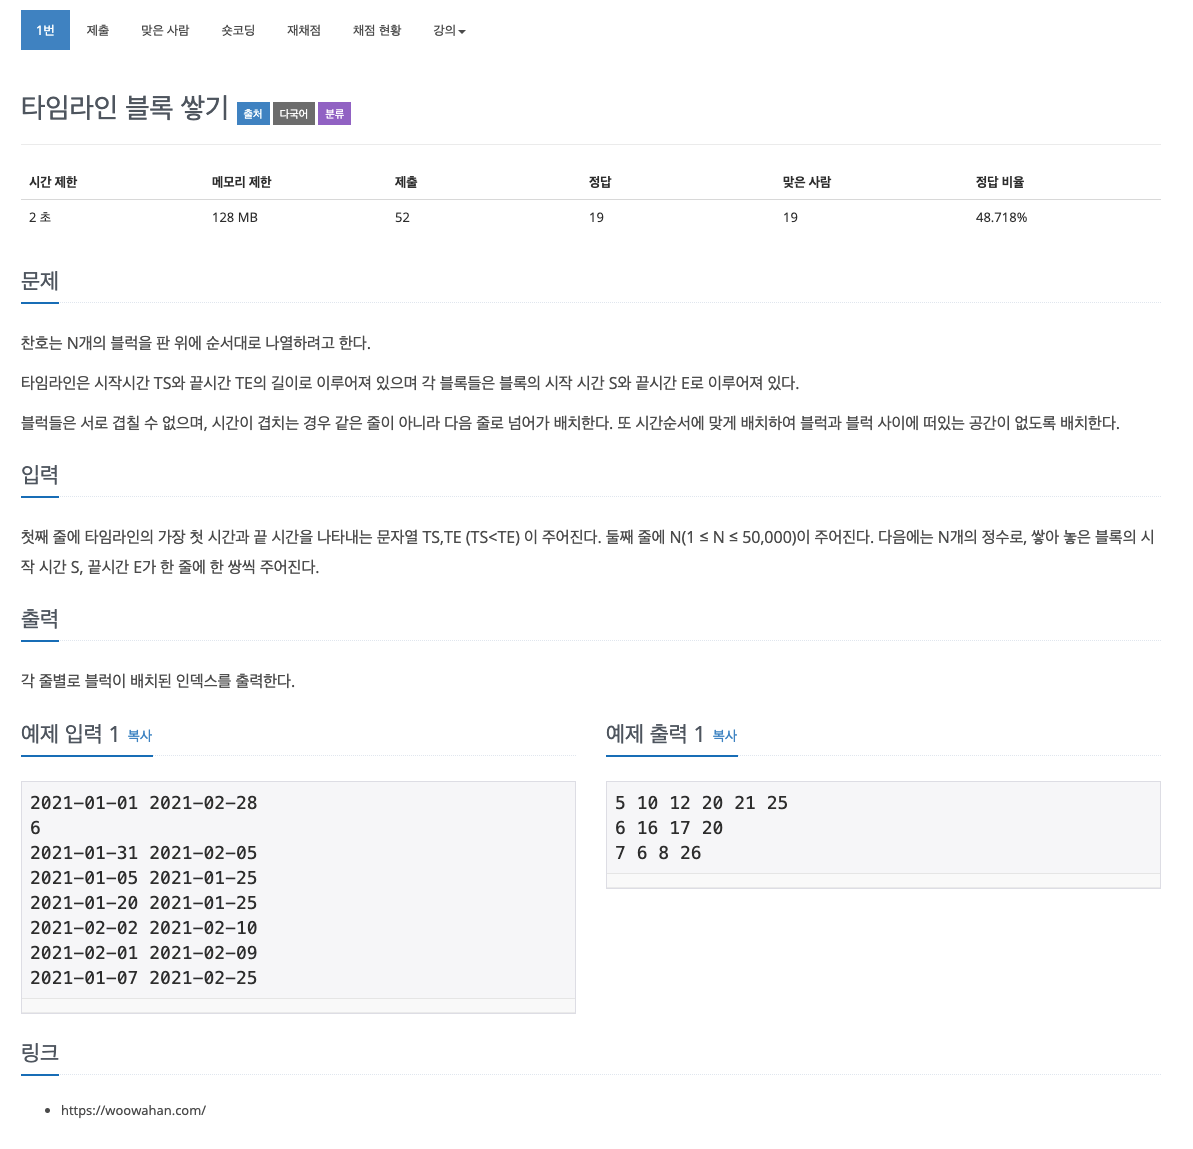 1번 제출 맞은 사람 숏코딩 재채점 채점 현황 강의
타임라인 블록 쌓기 출처 다국어 분류
시간 제한 메모리 제한 제출 정답 맞은 사람 정답 비율
2 초 128 MB 52 19 19 48.718%
문제
찬호는 N개의 블럭을 판 위에 순서대로 나열하려고 한다.
타임라인은 시작시간 TS와 끝시간 TE의 길이로 이루어져 있으며 각 블록들은 블록의 시작 시간 S와 끝시간 E로 이루어져 있다.
블럭들은 서로 겹칠 수 없으며, 시간이 겹치는 경우 같은 줄이 아니라 다음 줄로 넘어가 배치한다. 또 시간순서에 맞게 배치하여 블럭과 블럭 사이에 떠있는 공간이 없도록 배치한다.
입력
첫째 줄에 타임라인의 가장 첫 시간과 끝 시간을 나타내는 문자열 TS,TE (TS<TE) 이 주어진다. 둘째 줄에 N(1 ≤ N ≤ 50,000)이 주어진다. 다음에는 N개의 정수로, 쌓아 놓은 블록의 시
작 시간 S, 끝시간 E가 한 줄에 한 쌍씩 주어진다.
출력
각 줄별로 블럭이 배치된 인덱스를 출력한다.
예제 입력 1 복사
2021-01-01 2021-02-28
6
2021-01-31 2021-02-05
2021-01-05 2021-01-25
2021-01-20 2021-01-25
2021-02-02 2021-02-10
2021-02-01 2021-02-09
2021-01-07 2021-02-25
예제 출력 1 복사
5 10 12 20 21 25
6 16 17 20
7 6 8 26
링크
https://woowahan.com/